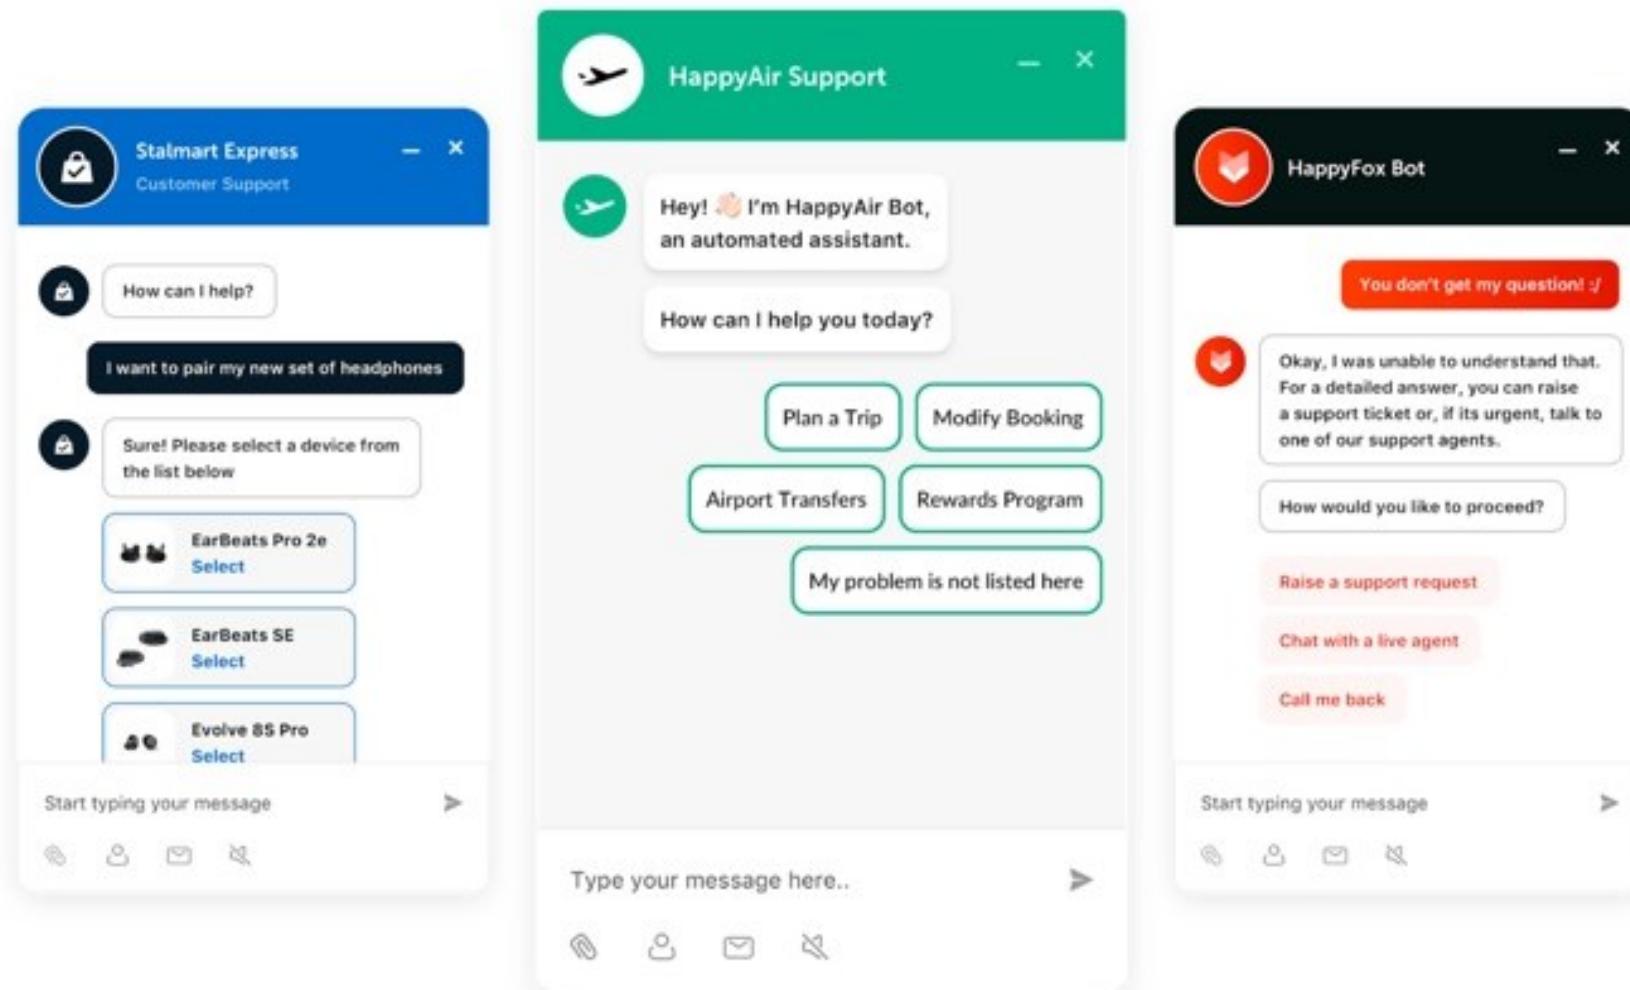 Stalmart Express
Customer Support
How can I help?
I want to pair my new set of headphones
Sure! Please select a device from
the list below
EarBeats Pro 2e
Select
EarBeats SE
Select
Evolve 8S Pro
Select
Start typing your message
HappyAir Support
Hey! 👋🏻 I'm HappyAir Bot,
an automated assistant.
How can I help you today?
Plan a Trip
Modify Booking
Airport Transfers
Rewards Program
My problem is not listed here
Type your message here..
HappyFox Bot
You don't get my question! :/
Okay, I was unable to understand that.
For a detailed answer, you can raise
a support ticket or, if its urgent, talk to
one of our support agents.
How would you like to proceed?
Raise a support request
Chat with a live agent
Call me back
Start typing your message